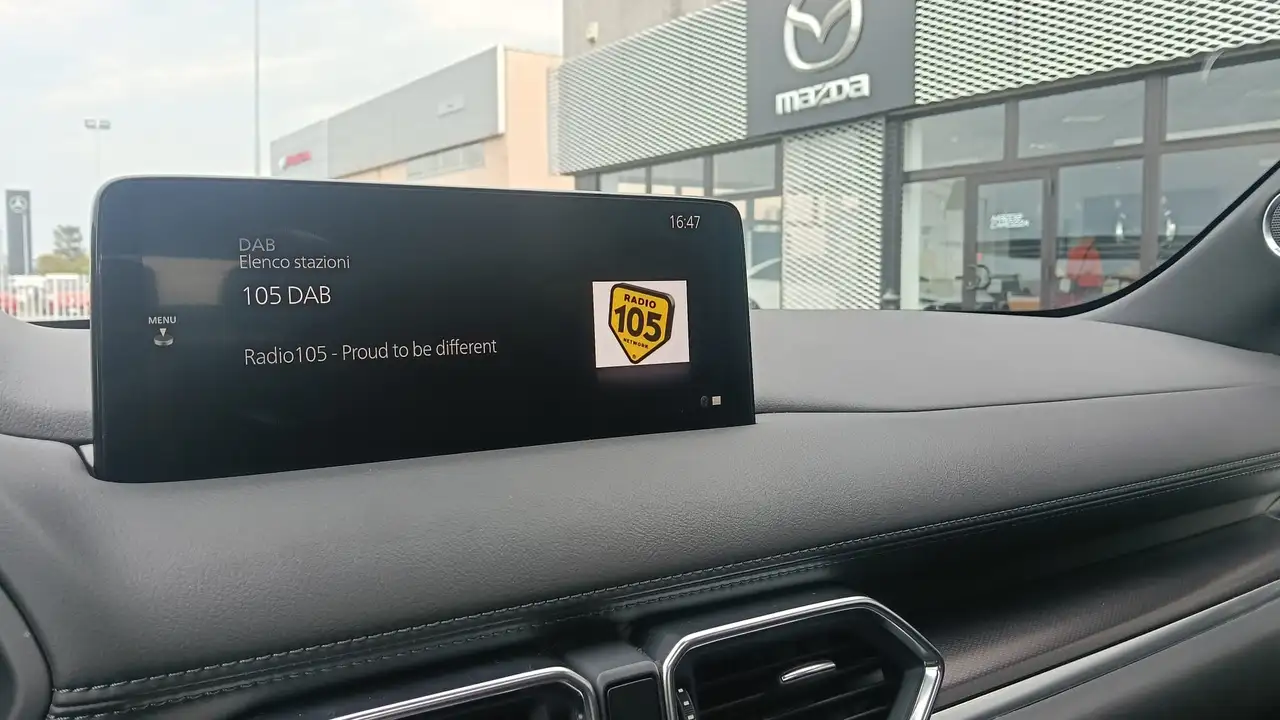 mazda
16:47
DAB
Elenco stazioni
105 DAB
MENU
Radio105 - Proud to be different
RADIO
105
NETWORK